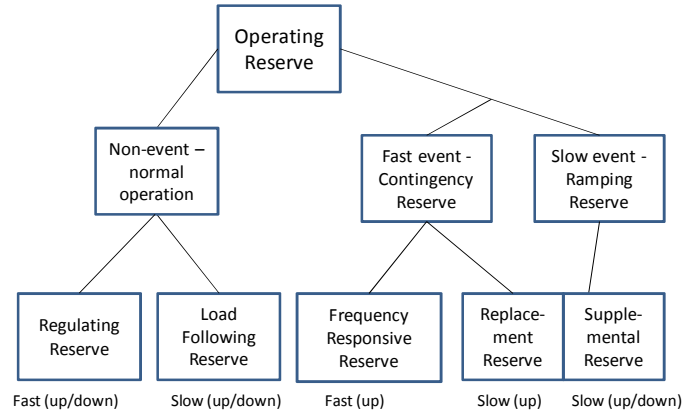 Operating
Reserve
Non-event –
normal
operation
Fast event -
Contingency
Reserve
Slow event -
Ramping
Reserve
Regulating
Reserve
Load
Following
Reserve
Frequency
Responsive
Reserve
Replace-
ment
Reserve
Supple-
mental
Reserve
Fast (up/down)
Slow (up/down)
Fast (up)
Slow (up)
Slow (up/down)